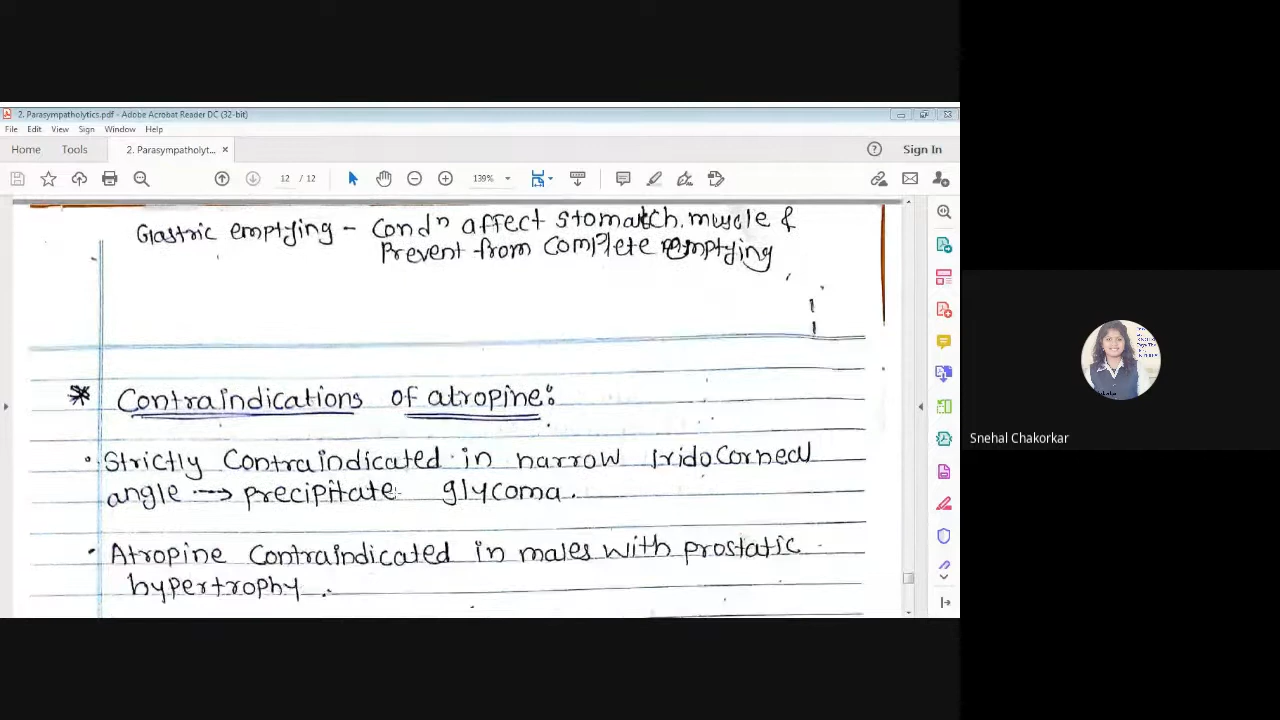 2. Parasympatholytics.pdf - Adobe Acrobat Reader DC (32-bit)
File Edit View Sign Window Help
Home Tools 2. Parasympatholyt... × Sign In
12 / 12 139%
Glastric emptying - Condⁿ affect stomatch. muscle &
Prevent from complete emptying
* Contraindications of atropine:
• Strictly Contraindicated in narrow Iridocorneal
angle → precipitate glycoma.
• Atropine Contraindicated in males with prostatic
hypertrophy.
Snehal Chakorkar